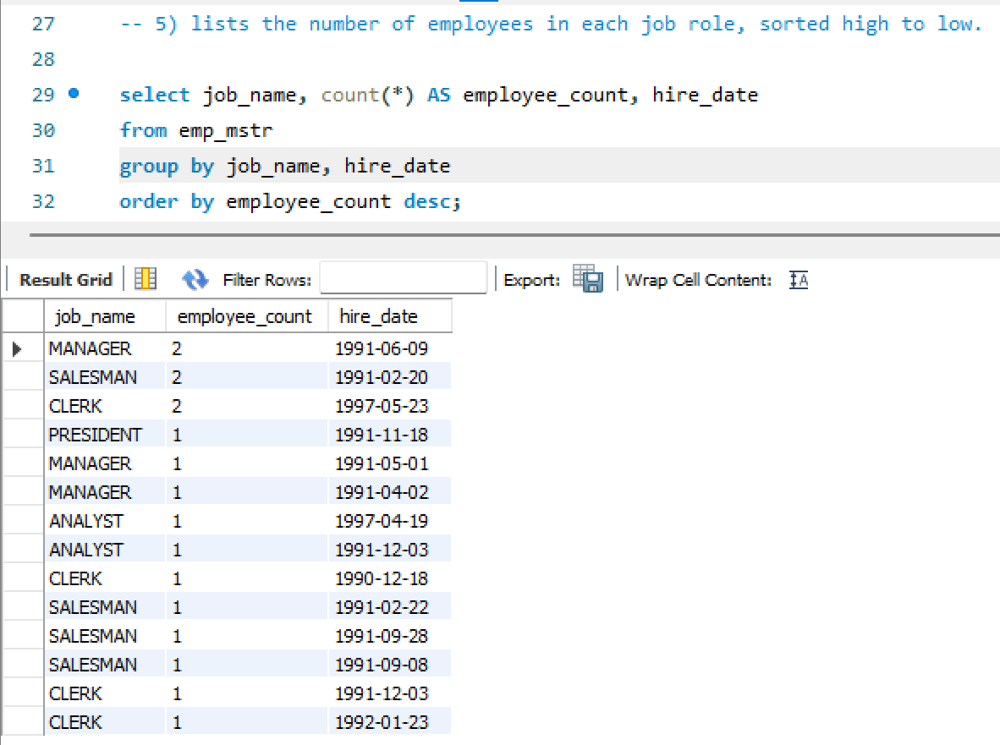 27 -- 5) lists the number of employees in each job role, sorted high to low.
28
29 select job_name, count(*) AS employee_count, hire_date
30 from emp_mstr
31 group by job_name, hire_date
32 order by employee_count desc;
Result Grid Filter Rows: Export: Wrap Cell Content: IA
job_name employee_count hire_date
MANAGER 2 1991-06-09
SALESMAN 2 1991-02-20
CLERK 2 1997-05-23
PRESIDENT 1 1991-11-18
MANAGER 1 1991-05-01
MANAGER 1 1991-04-02
ANALYST 1 1997-04-19
ANALYST 1 1991-12-03
CLERK 1 1990-12-18
SALESMAN 1 1991-02-22
SALESMAN 1 1991-09-28
SALESMAN 1 1991-09-08
CLERK 1 1991-12-03
CLERK 1 1992-01-23